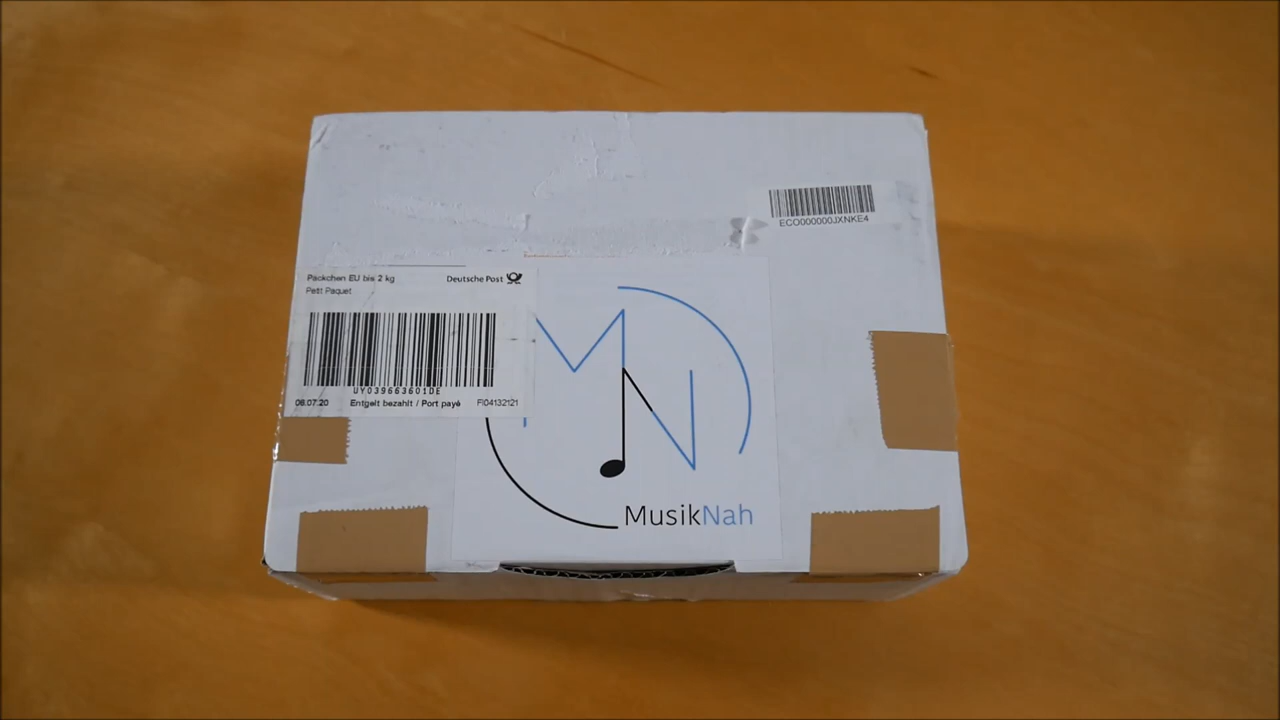 ECO000000JXNKE4
Päckchen EU bis 2 kg
Deutsche Post
Petit Paquet
UY039663601DE
06.07.20 Entgelt bezahlt / Port payé FI04132121
MN
MusikNah